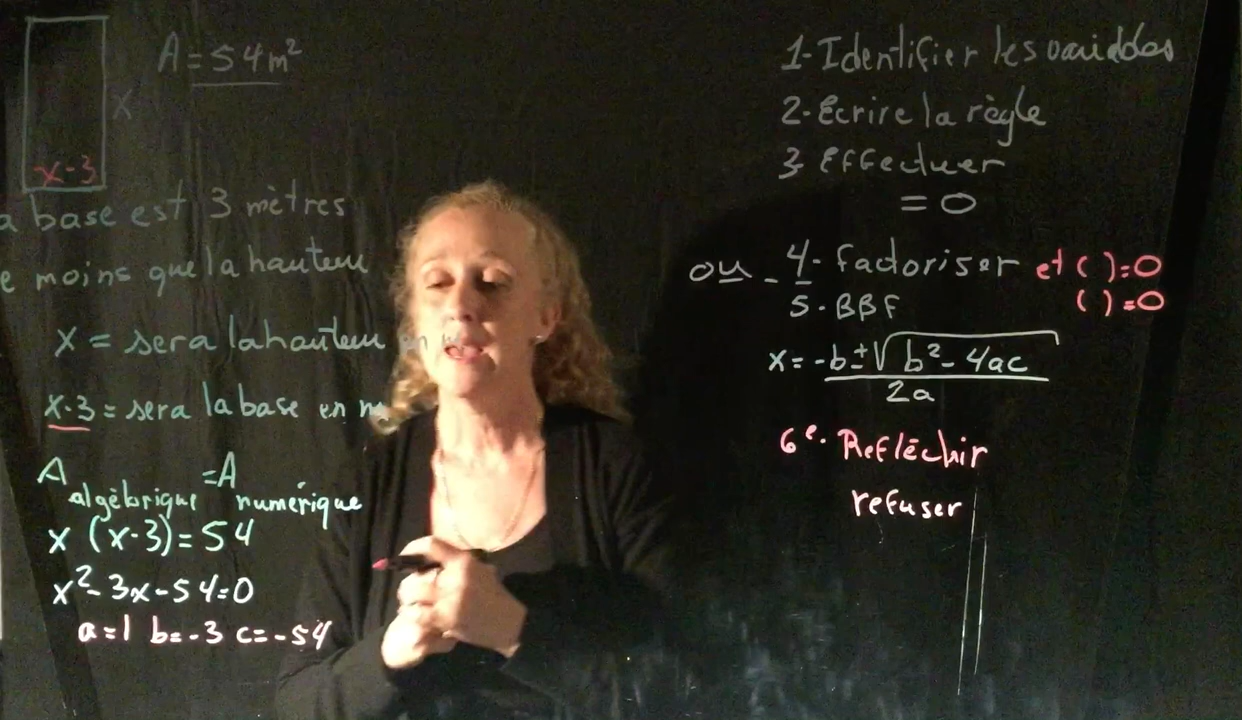 A = 54m²
x
x-3
a base est 3 mètres
e moins que la hauteur
x = sera la hauteur en m
x-3 = sera la base en m
A algébrique = A numérique
x (x-3) = 54
x² - 3x - 54 = 0
a=1 b=-3 c=-54
1- Identifier les variables
2- Écrire la règle
3 Effectuer
= 0
ou - 4- Factoriser et ( )=0
5. BBF ( )=0
x = -b±√b²-4ac
2a
6e. Refléchir
refuser